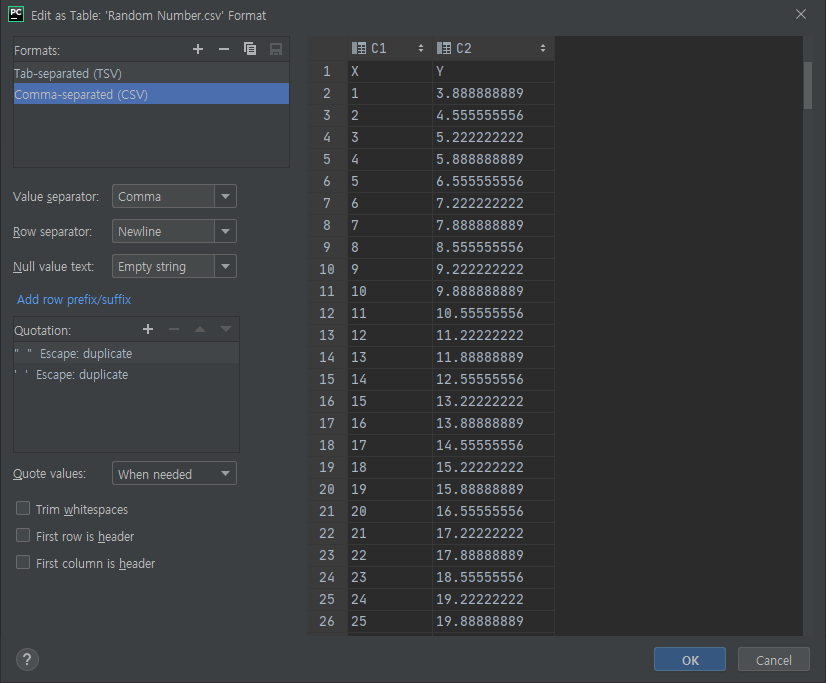 PC Edit as Table: 'Random Number.csv' Format
Formats:
Tab-separated (TSV)
Comma-separated (CSV)
Value separator: Comma
Row separator: Newline
Null value text: Empty string
Add row prefix/suffix
Quotation:
" " Escape: duplicate
' ' Escape: duplicate
Quote values: When needed
Trim whitespaces
First row is header
First column is header
C1 C2
1 X Y
2 1 3.888888889
3 2 4.555555556
4 3 5.222222222
5 4 5.888888889
6 5 6.555555556
7 6 7.222222222
8 7 7.888888889
9 8 8.555555556
10 9 9.222222222
11 10 9.888888889
12 11 10.55555556
13 12 11.22222222
14 13 11.88888889
15 14 12.55555556
16 15 13.22222222
17 16 13.88888889
18 17 14.55555556
19 18 15.22222222
20 19 15.88888889
21 20 16.55555556
22 21 17.22222222
23 22 17.88888889
24 23 18.55555556
25 24 19.22222222
26 25 19.88888889
? OK Cancel